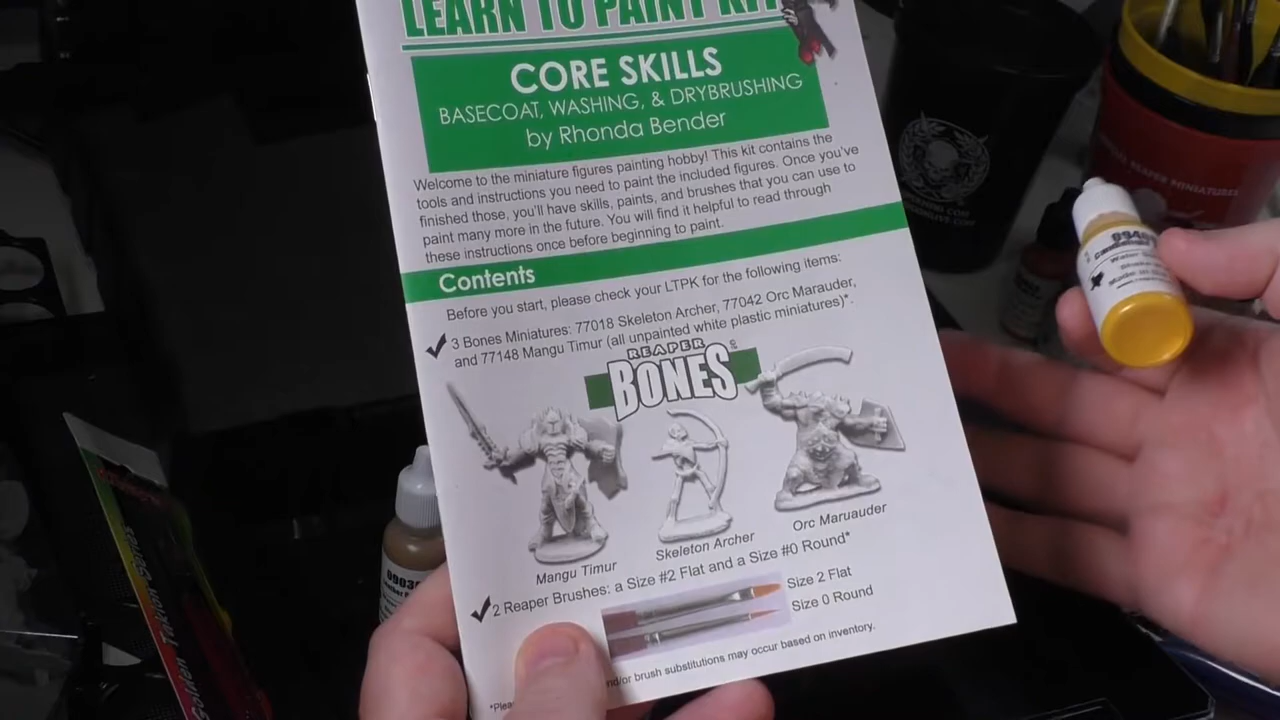 LEARN TO PAINT KIT
CORE SKILLS
BASECOAT, WASHING, & DRYBRUSHING
by Rhonda Bender
Welcome to the miniature figures painting hobby! This kit contains the
tools and instructions you need to paint the included figures. Once you've
finished those, you'll have skills, paints, and brushes that you can use to
paint many more in the future. You will find it helpful to read through
these instructions once before beginning to paint.
Contents
Before you start, please check your LTPK for the following items:
3 Bones Miniatures: 77018 Skeleton Archer, 77042 Orc Marauder,
and 77148 Mangu Timur (all unpainted white plastic miniatures)*.
REAPER
BONES
Mangu Timur
Skeleton Archer
Orc Maruauder
2 Reaper Brushes: a Size #2 Flat and a Size #0 Round*
Size 2 Flat
Size 0 Round
and/or brush substitutions may occur based on inventory.
REAPER MINIATURES